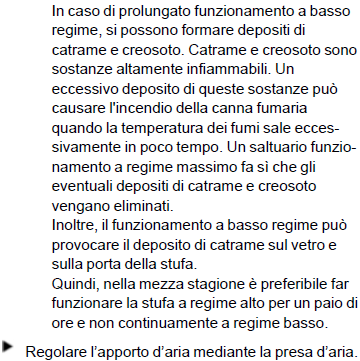 In caso di prolungato funzionamento a basso
regime, si possono formare depositi di
catrame e creosoto. Catrame e creosoto sono
sostanze altamente infiammabili. Un
eccessivo deposito di queste sostanze può
causare l'incendio della canna fumaria
quando la temperatura dei fumi sale ecces-
sivamente in poco tempo. Un saltuario funzio-
namento a regime massimo fa sì che gli
eventuali depositi di catrame e creosoto
vengano eliminati.
Inoltre, il funzionamento a basso regime può
provocare il deposito di catrame sul vetro e
sulla porta della stufa.
Quindi, nella mezza stagione è preferibile far
funzionare la stufa a regime alto per un paio di
ore e non continuamente a regime basso.
Regolare l'apporto d'aria mediante la presa d'aria.